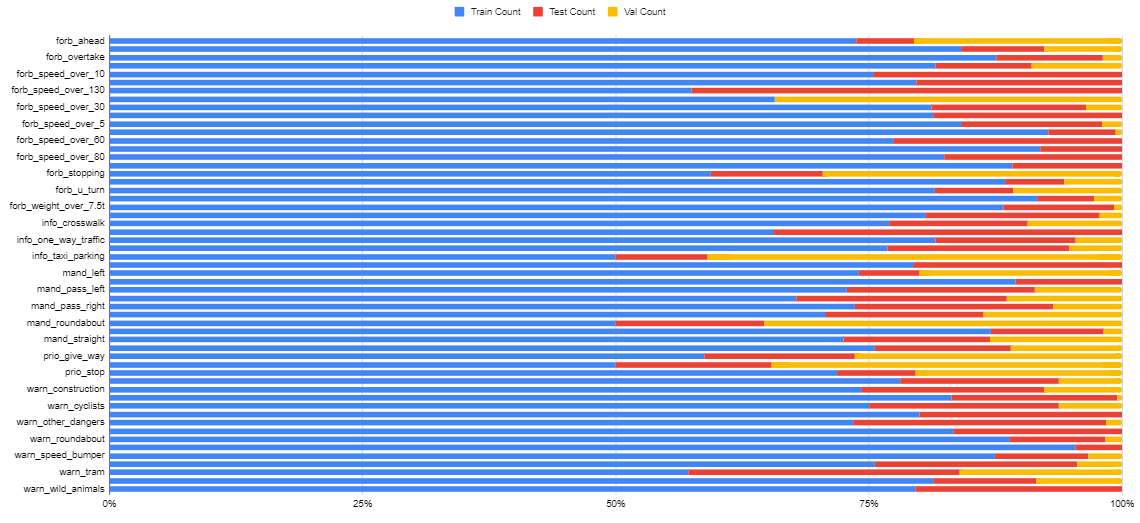 Train Count Test Count Val Count
forb_ahead
forb_overtake
forb_speed_over_10
forb_speed_over_130
forb_speed_over_30
forb_speed_over_5
forb_speed_over_60
forb_speed_over_80
forb_stopping
forb_u_turn
forb_weight_over_7.5t
info_crosswalk
info_one_way_traffic
info_taxi_parking
mand_left
mand_pass_left
mand_pass_right
mand_roundabout
mand_straight
prio_give_way
prio_stop
warn_construction
warn_cyclists
warn_other_dangers
warn_roundabout
warn_speed_bumper
warn_tram
warn_wild_animals
0% 25% 50% 75% 100%